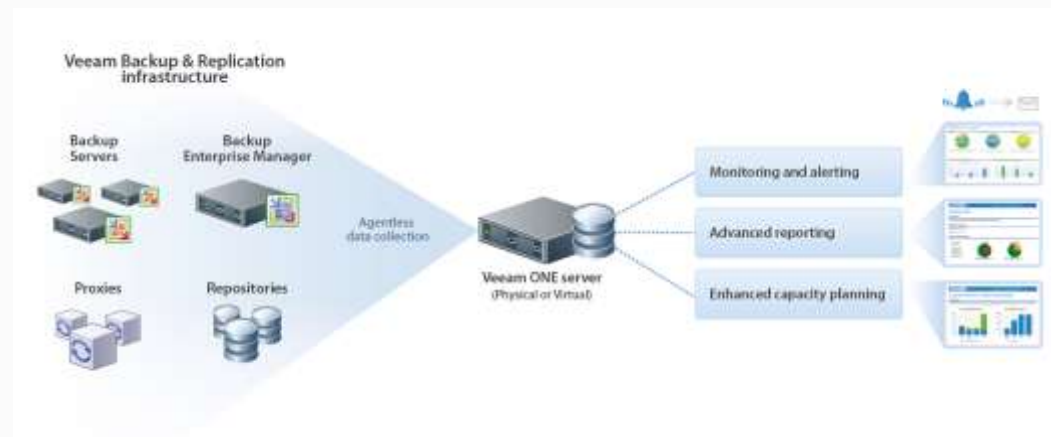 Veeam Backup & Replication
infrastructure
Backup
Servers
Backup
Enterprise Manager
Agentless
data collection
Proxies
Repositories
Veeam ONE server
(Physical or Virtual)
Monitoring and alerting
Advanced reporting
Enhanced capacity planning